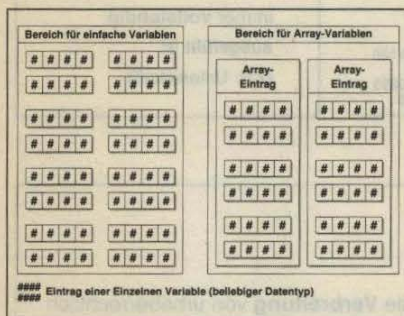 Bereich für einfache Variablen
# # # # # # # #
# # # # # # # #
# # # # # # # #
# # # # # # # #
# # # # # # # #
# # # # # # # #
# # # # # # # #
# # # # # # # #
Bereich für Array-Variablen
Array-
Eintrag
# # # #
# # # #
# # # #
# # # #
# # # #
# # # #
Array-
Eintrag
# # # #
# # # #
# # # #
# # # #
# # # #
# # # #
####
#### Eintrag einer Einzelnen Variable (beliebiger Datentyp)